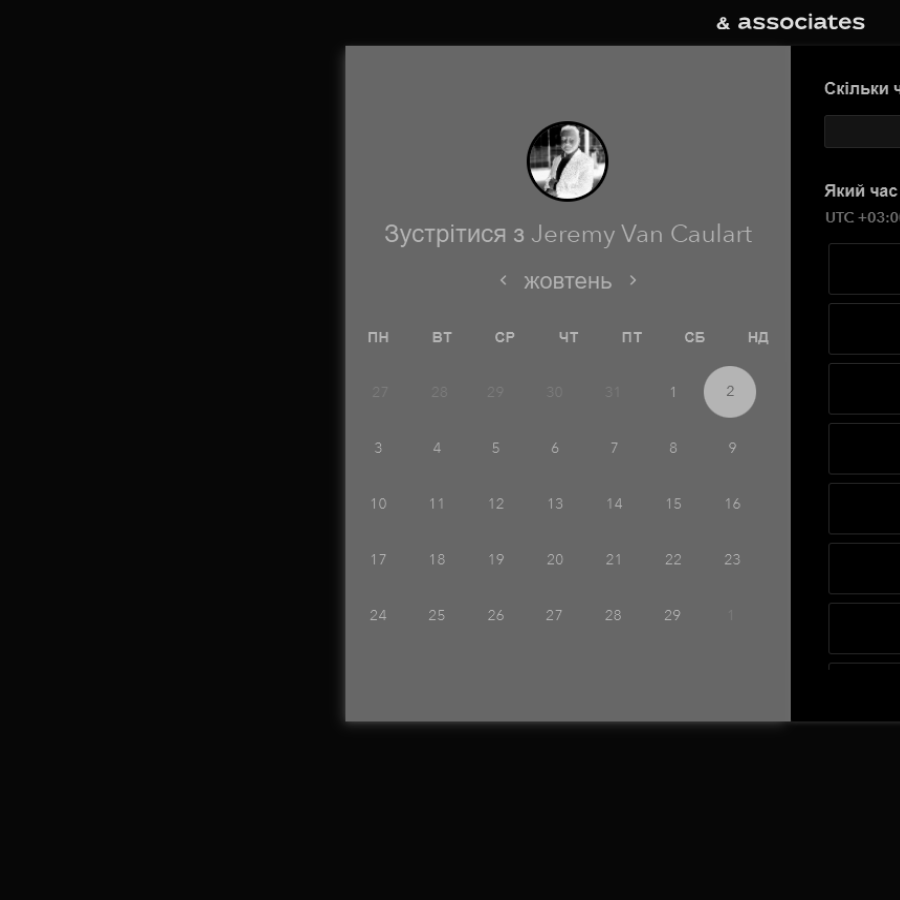 & associates
Зустрітися з Jeremy Van Caulart
жовтень
ПН ВТ СР ЧТ ПТ СБ НД
27 28 29 30 31 1 2
3 4 5 6 7 8 9
10 11 12 13 14 15 16
17 18 19 20 21 22 23
24 25 26 27 28 29 1
Скільки ч
Який час
UTC +03:0